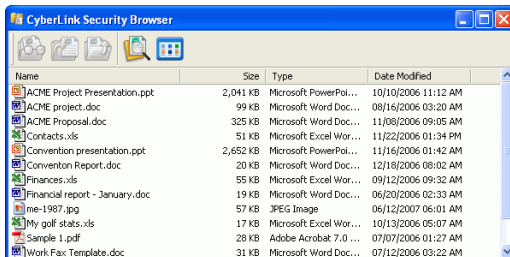 CyberLink Security Browser
Name Size Type Date Modified
ACME Project Presentation.ppt 2,041 KB Microsoft PowerPoi... 10/10/2006 11:12 AM
ACME project.doc 99 KB Microsoft Word Doc... 08/16/2006 03:20 AM
ACME Proposal.doc 325 KB Microsoft Word Doc... 11/08/2006 09:05 AM
Contacts.xls 51 KB Microsoft Excel Wor... 11/22/2006 01:34 PM
Convention presentation.ppt 2,652 KB Microsoft PowerPoi... 11/16/2006 01:42 AM
Conventon Report.doc 20 KB Microsoft Word Doc... 12/18/2006 08:02 AM
Finances.xls 55 KB Microsoft Excel Wor... 09/12/2006 09:32 AM
Financial report - January.doc 19 KB Microsoft Word Doc... 06/20/2006 02:33 AM
me-1987.jpg 57 KB JPEG Image 06/12/2007 06:01 AM
My golf stats.xls 17 KB Microsoft Excel Wor... 10/13/2006 05:07 AM
Sample 1.pdf 28 KB Adobe Acrobat 7.0 ... 07/07/2006 01:27 AM
Work Fax Template.doc 31 KB Microsoft Word Doc... 07/12/2006 03:22 AM